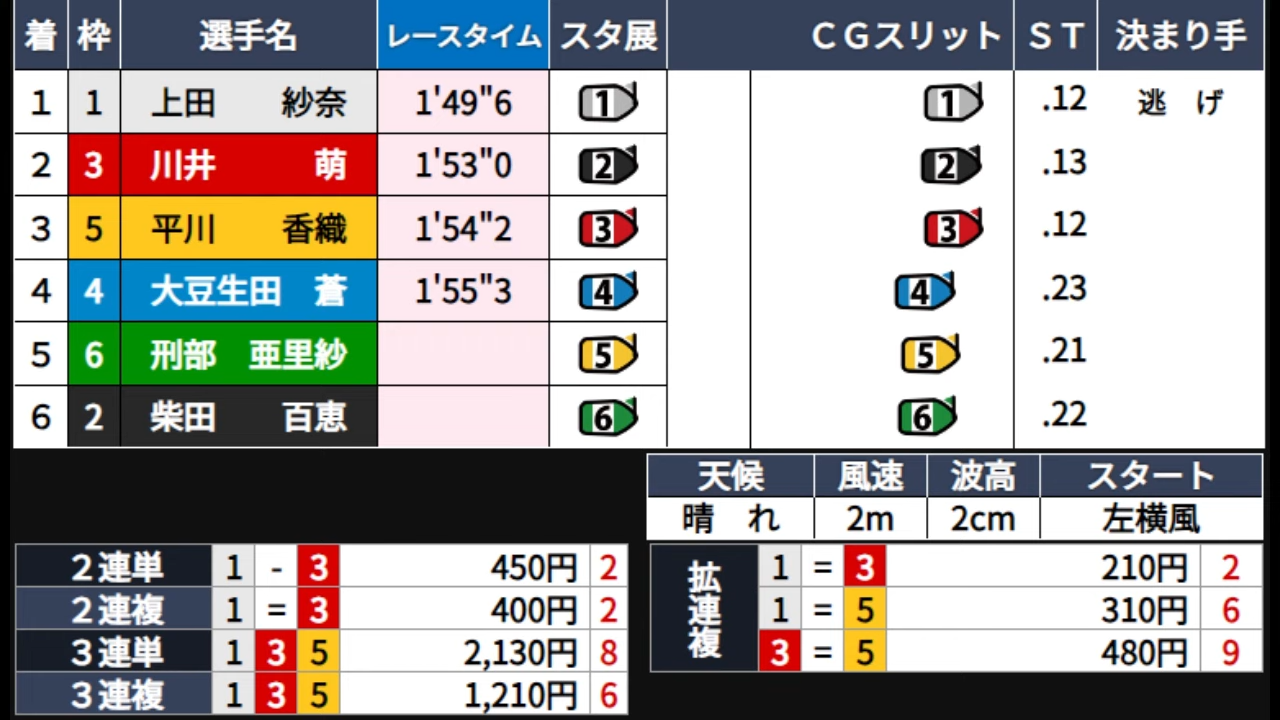 着 枠 選手名 レースタイム スタ展 ＣＧスリット ＳＴ 決まり手
1 1 上田 紗奈 1'49"6 1 1 .12 逃 げ
2 3 川井 萌 1'53"0 2 2 .13
3 5 平川 香織 1'54"2 3 3 .12
4 4 大豆生田 蒼 1'55"3 4 4 .23
5 6 刑部 亜里紗 5 5 .21
6 2 柴田 百恵 6 6 .22
天候 風速 波高 スタート
晴 れ 2m 2cm 左横風
２連単 1 - 3 450円 2
２連複 1 = 3 400円 2
３連単 1 3 5 2,130円 8
３連複 1 3 5 1,210円 6
拡連複
1 = 3 210円 2
1 = 5 310円 6
3 = 5 480円 9